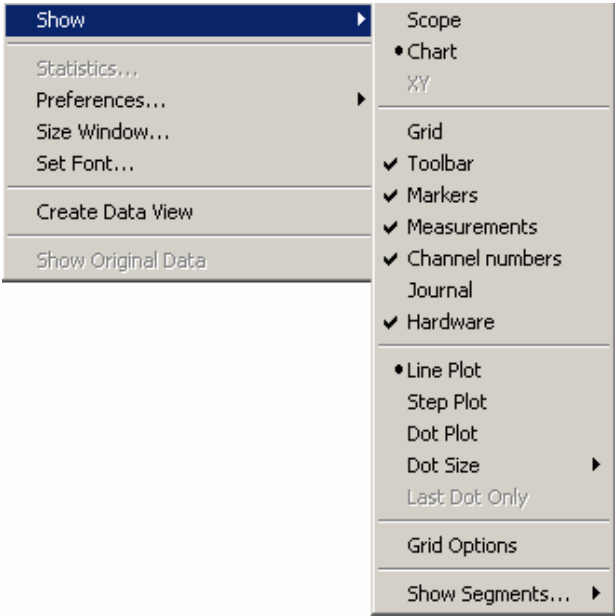 Show
Statistics...
Preferences...
Size Window...
Set Font...
Create Data View
Show Original Data
Scope
Chart
XY
Grid
Toolbar
Markers
Measurements
Channel numbers
Journal
Hardware
Line Plot
Step Plot
Dot Plot
Dot Size
Last Dot Only
Grid Options
Show Segments...